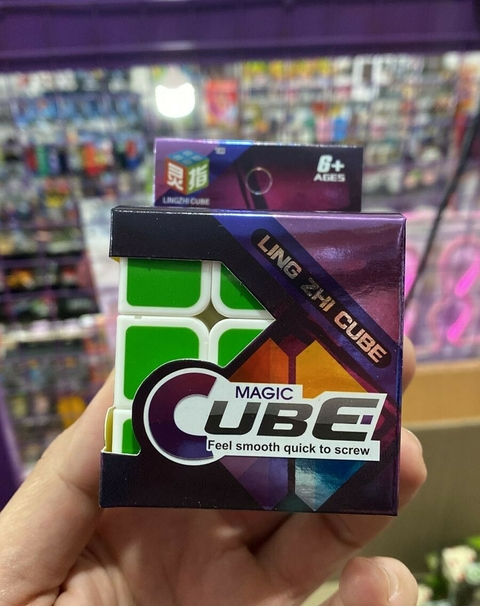 灵指
LINGZHI CUBE
6+
AGES
LING ZHI CUBE
MAGIC
CUBE
Feel smooth quick to screw